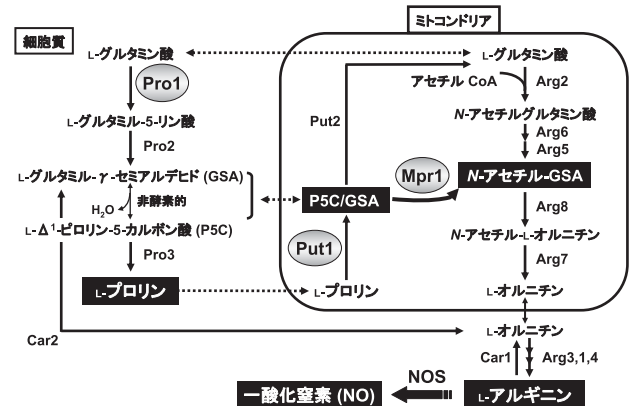 細胞質
L-グルタミン酸
Pro1
L-グルタミル-5-リン酸
Pro2
L-グルタミル-γ-セミアルデヒド (GSA)
H₂O
非酵素的
L-Δ¹-ピロリン-5-カルボン酸 (P5C)
Pro3
L-プロリン
Car2
ミトコンドリア
L-グルタミン酸
アセチル CoA
Arg2
N-アセチルグルタミン酸
Arg6
Arg5
Put2
P5C/GSA
Mpr1
N-アセチル-GSA
Put1
Arg8
N-アセチル-L-オルニチン
Arg7
L-プロリン
L-オルニチン
L-オルニチン
Car1
Arg3,1,4
一酸化窒素 (NO)
NOS
L-アルギニン